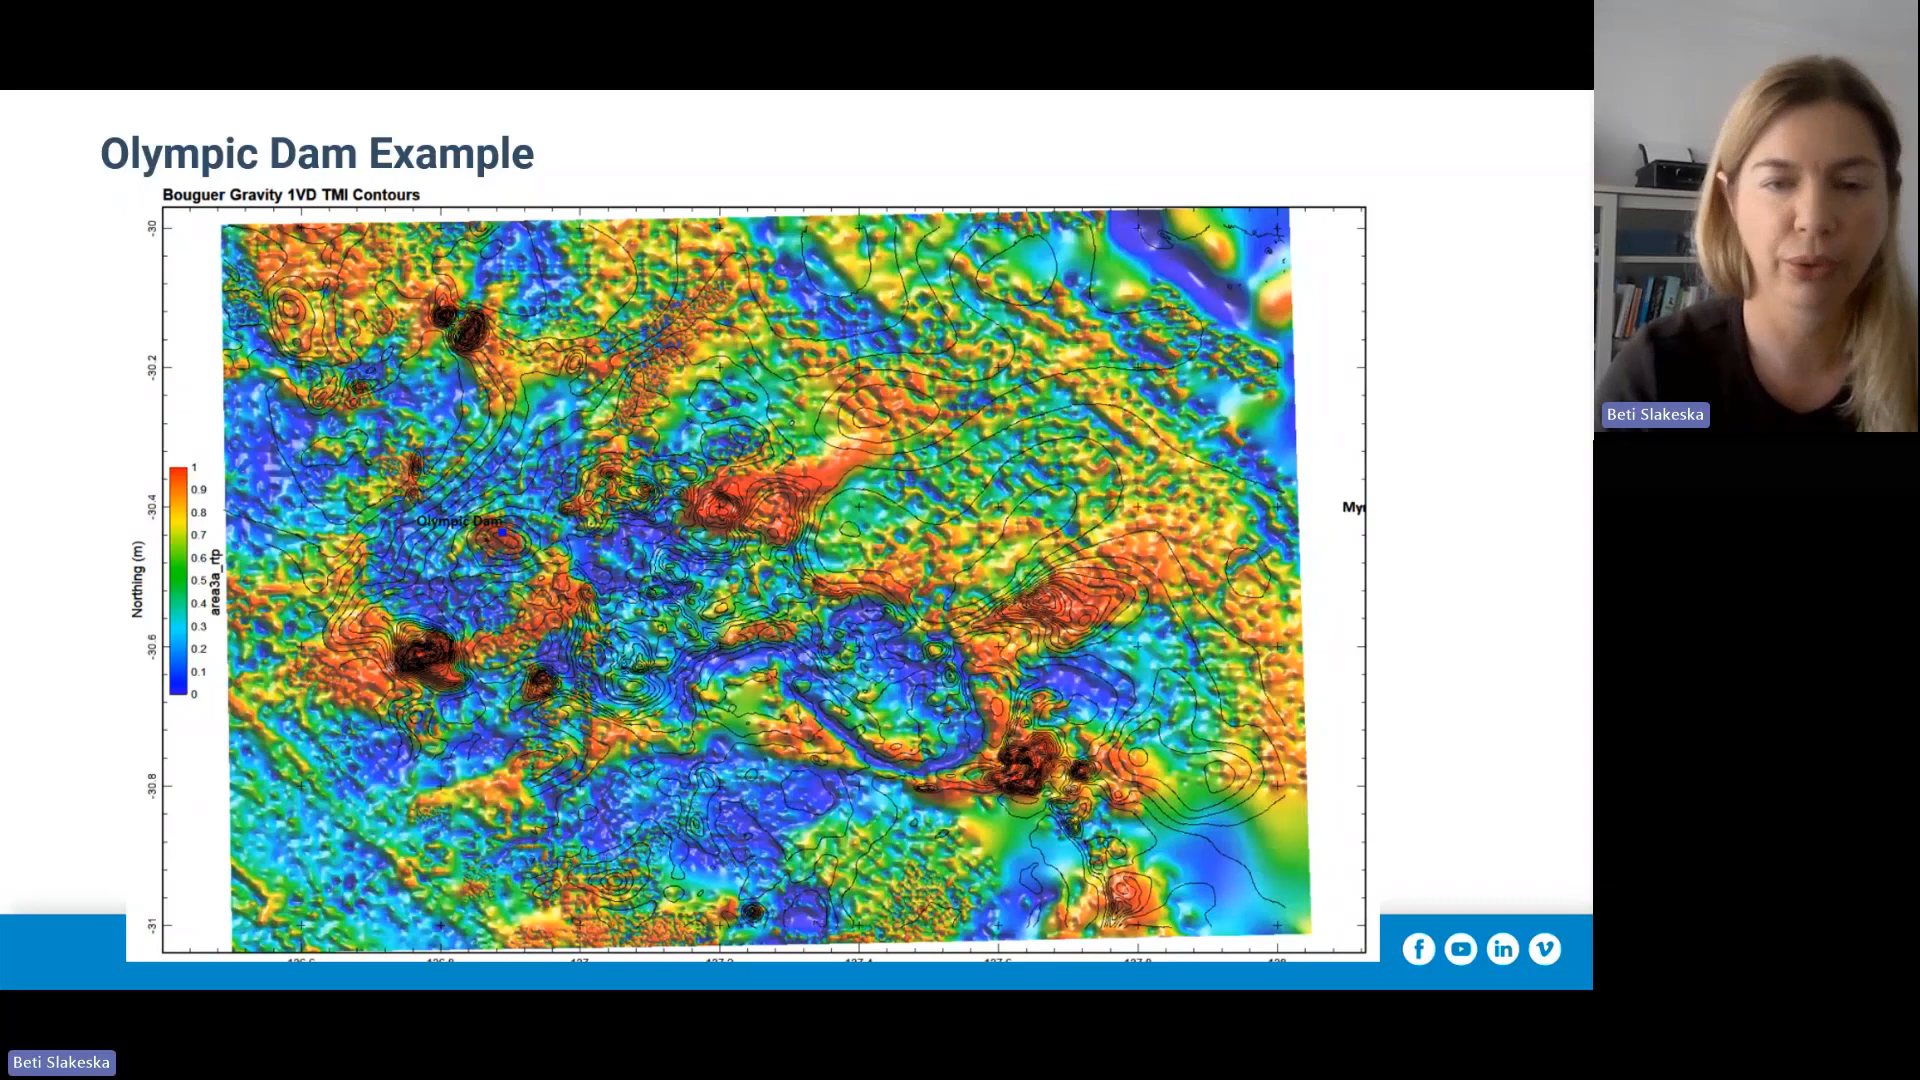 Olympic Dam Example
Bouguer Gravity 1VD TMI Contours
-30
-30.2
-30.4
-30.6
-30.8
-31
Northing (m)
1
0.9
0.8
0.7
0.6
0.5
0.4
0.3
0.2
0.1
0
area3a_rtp
Olympic Dam
Myr
Beti Slakeska
f
in
v
Beti Slakeska